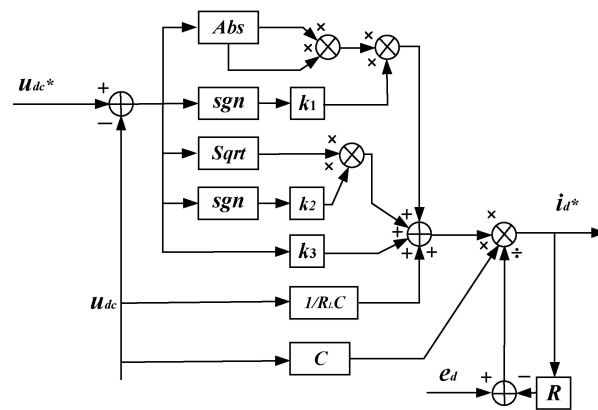 Abs
×
×
×
×
u_dc*
+
−
sgn
k1
Sqrt
×
×
sgn
k2
k3
+
+
+
+
×
×
÷
i_d*
u_dc
1/R_LC
C
e_d
+
−
R